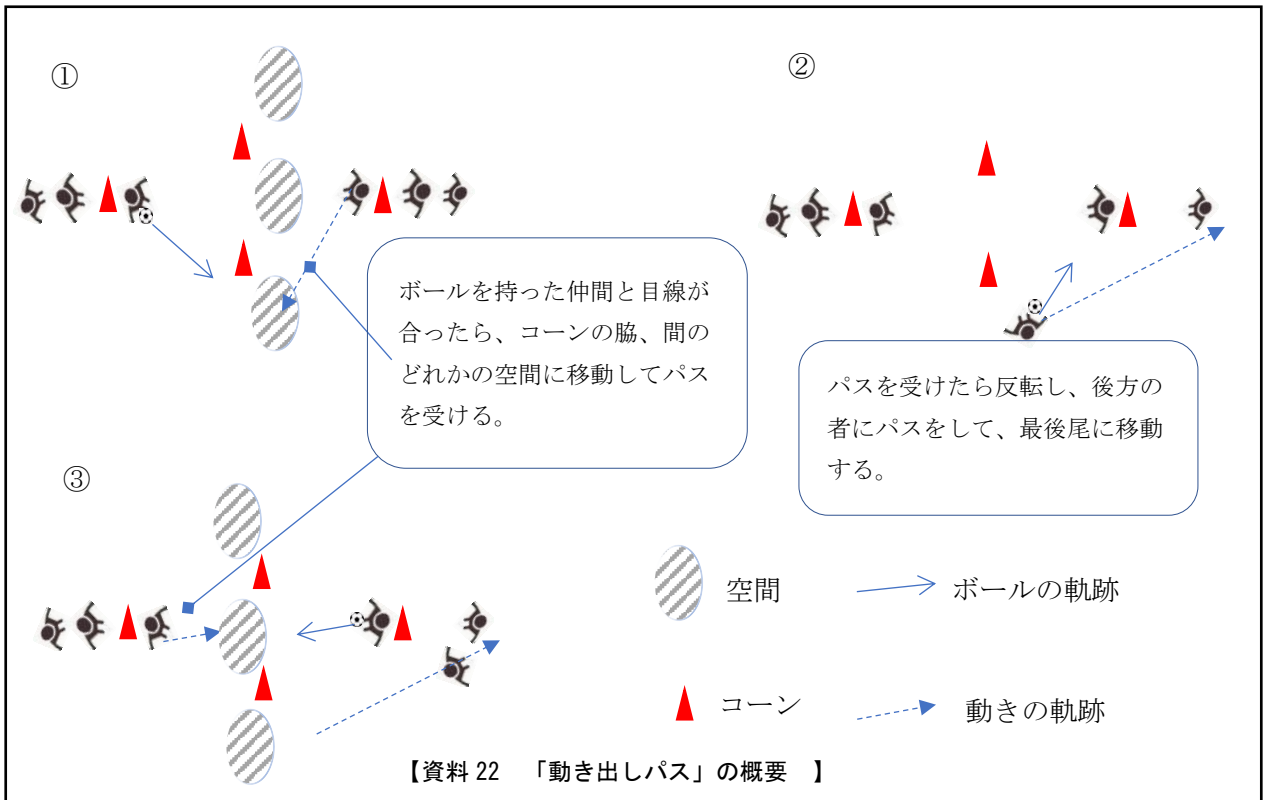 ①
②
ボールを持った仲間と目線が
合ったら、コーンの脇、間の
どれかの空間に移動してパス
を受ける。
パスを受けたら反転し、後方の
者にパスをして、最後尾に移動
する。
③
空間
ボールの軌跡
コーン
動きの軌跡
【資料 22 「動き出しパス」の概要 】